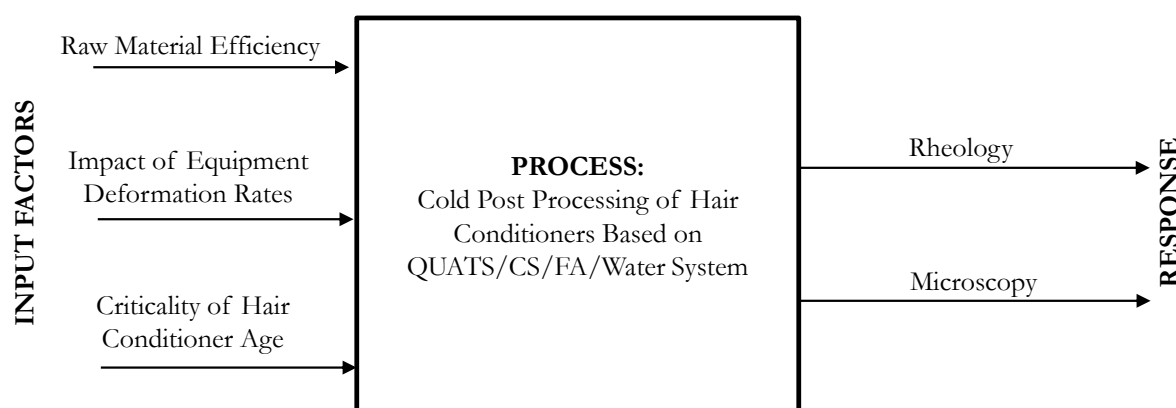 INPUT FACTORS
Raw Material Efficiency
Impact of Equipment
Deformation Rates
Criticality of Hair
Conditioner Age
PROCESS:
Cold Post Processing of Hair
Conditioners Based on
QUATS/CS/FA/Water System
Rheology
Microscopy
RESPONSE